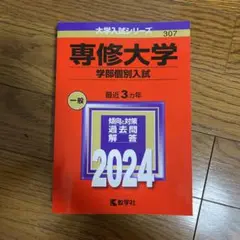 大学入試シリーズ
307
専修大学
学部個別入試
最近3カ年
一般
傾向と対策
過去問
解答
2024
教学社